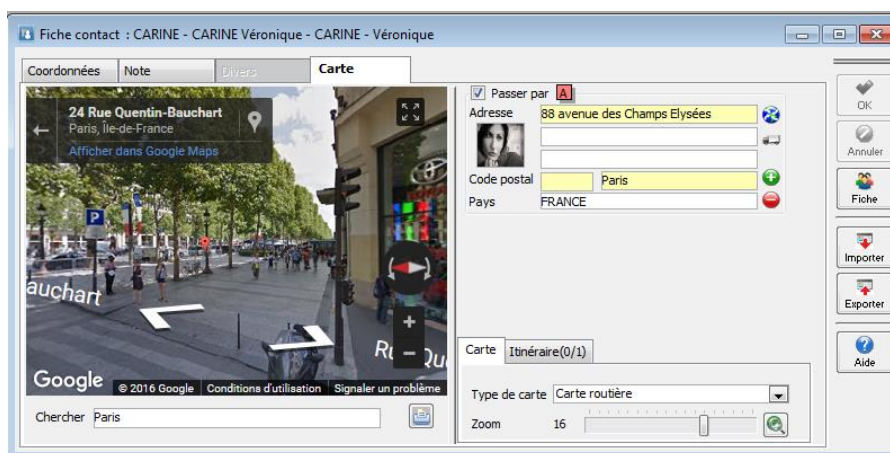 Fiche contact : CARINE - CARINE Véronique - CARINE - Véronique
Coordonnées Note Divers Carte
24 Rue Quentin-Bauchart
Paris, Île-de-France
Afficher dans Google Maps
P
TOYOTA
auchart
Ru
Qu
+
−
Google © 2016 Google Conditions d'utilisation Signaler un problème
Chercher Paris
Passer par A
Adresse 88 avenue des Champs Elysées
Code postal Paris
Pays FRANCE
Carte Itinéraire(0/1)
Type de carte Carte routière
Zoom 16
OK
Annuler
Fiche
Importer
Exporter
Aide